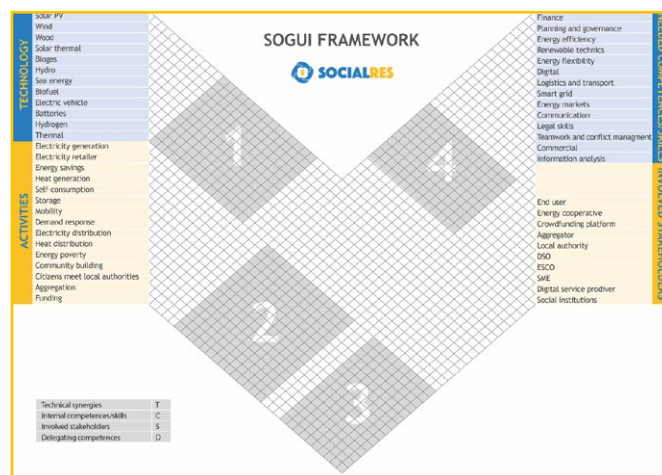 SOGUI FRAMEWORK
SOCIALRES
TECHNOLOGY
Solar PV
Wind
Wood
Solar thermal
Biogas
Hydro
Sea energy
Biofuel
Electric vehicle
Batteries
Hydrogen
Thermal
ACTIVITIES
Electricity generation
Electricity retailer
Energy savings
Heat generation
Self-consumption
Storage
Mobility
Demand response
Electricity distribution
Heat distribution
Energy poverty
Community building
Citizens meet local authorities
Aggregation
Funding
Finance
Planning and governance
Energy efficiency
Renewable technics
Energy flexibility
Digital
Logistics and transport
Smart grid
Energy markets
Communication
Legal skills
Teamwork and conflict managment
Commercial
Information analysis
End user
Energy cooperative
Crowdfunding platform
Aggregator
Local authority
DSO
ESCO
SME
Digital service prodiver
Social institutions
1
4
2
3
Technical synergies T
Internal competences/skills C
Involved stakeholders S
Delegating competences D